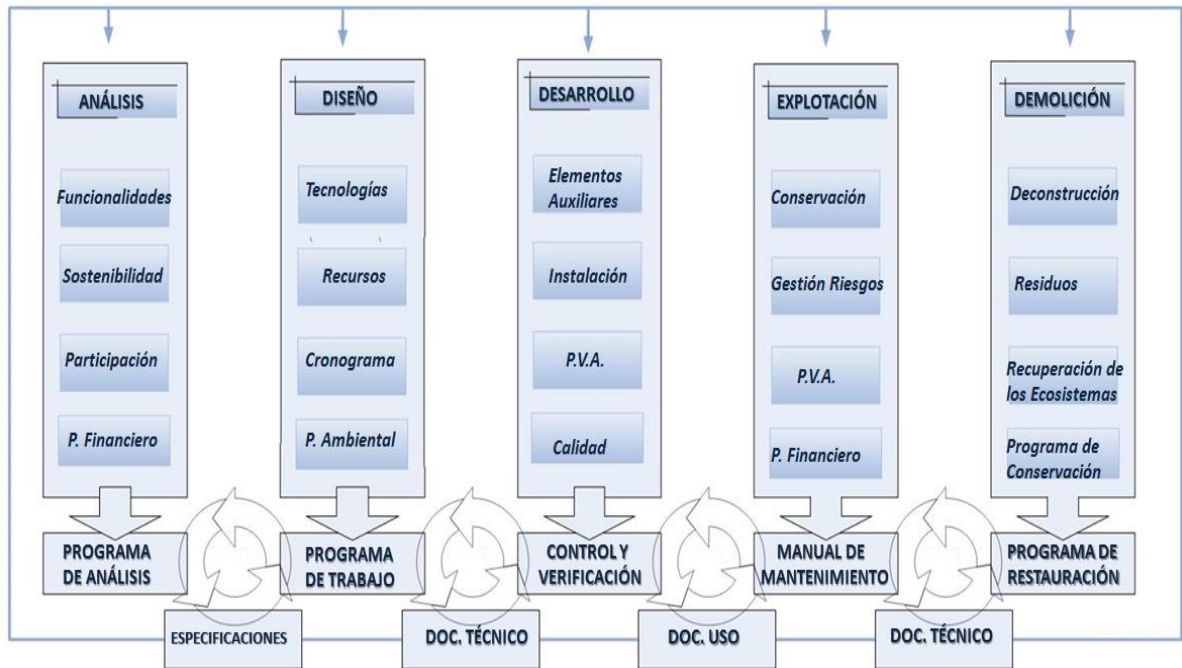 ANÁLISIS
Funcionalidades
Sostenibilidad
Participación
P. Financiero
PROGRAMA
DE ANÁLISIS
DISEÑO
Tecnologías
Recursos
Cronograma
P. Ambiental
PROGRAMA
DE TRABAJO
DESARROLLO
Elementos
Auxiliares
Instalación
P.V.A.
Calidad
CONTROL Y
VERIFICACIÓN
EXPLOTACIÓN
Conservación
Gestión Riesgos
P.V.A.
P. Financiero
MANUAL DE
MANTENIMIENTO
DEMOLICIÓN
Deconstrucción
Residuos
Recuperación de
los Ecosistemas
Programa de
Conservación
PROGRAMA DE
RESTAURACIÓN
ESPECIFICACIONES
DOC. TÉCNICO
DOC. USO
DOC. TÉCNICO